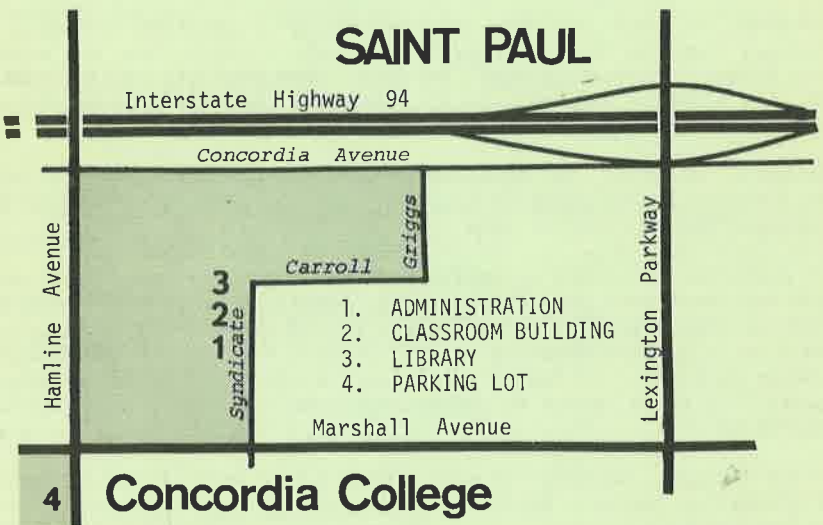 SAINT PAUL
Interstate Highway 94
Concordia Avenue
Hamline Avenue
Griggs
Lexington Parkway
Carroll
3
2
1
Syndicate
1. ADMINISTRATION
2. CLASSROOM BUILDING
3. LIBRARY
4. PARKING LOT
Marshall Avenue
4
Concordia College